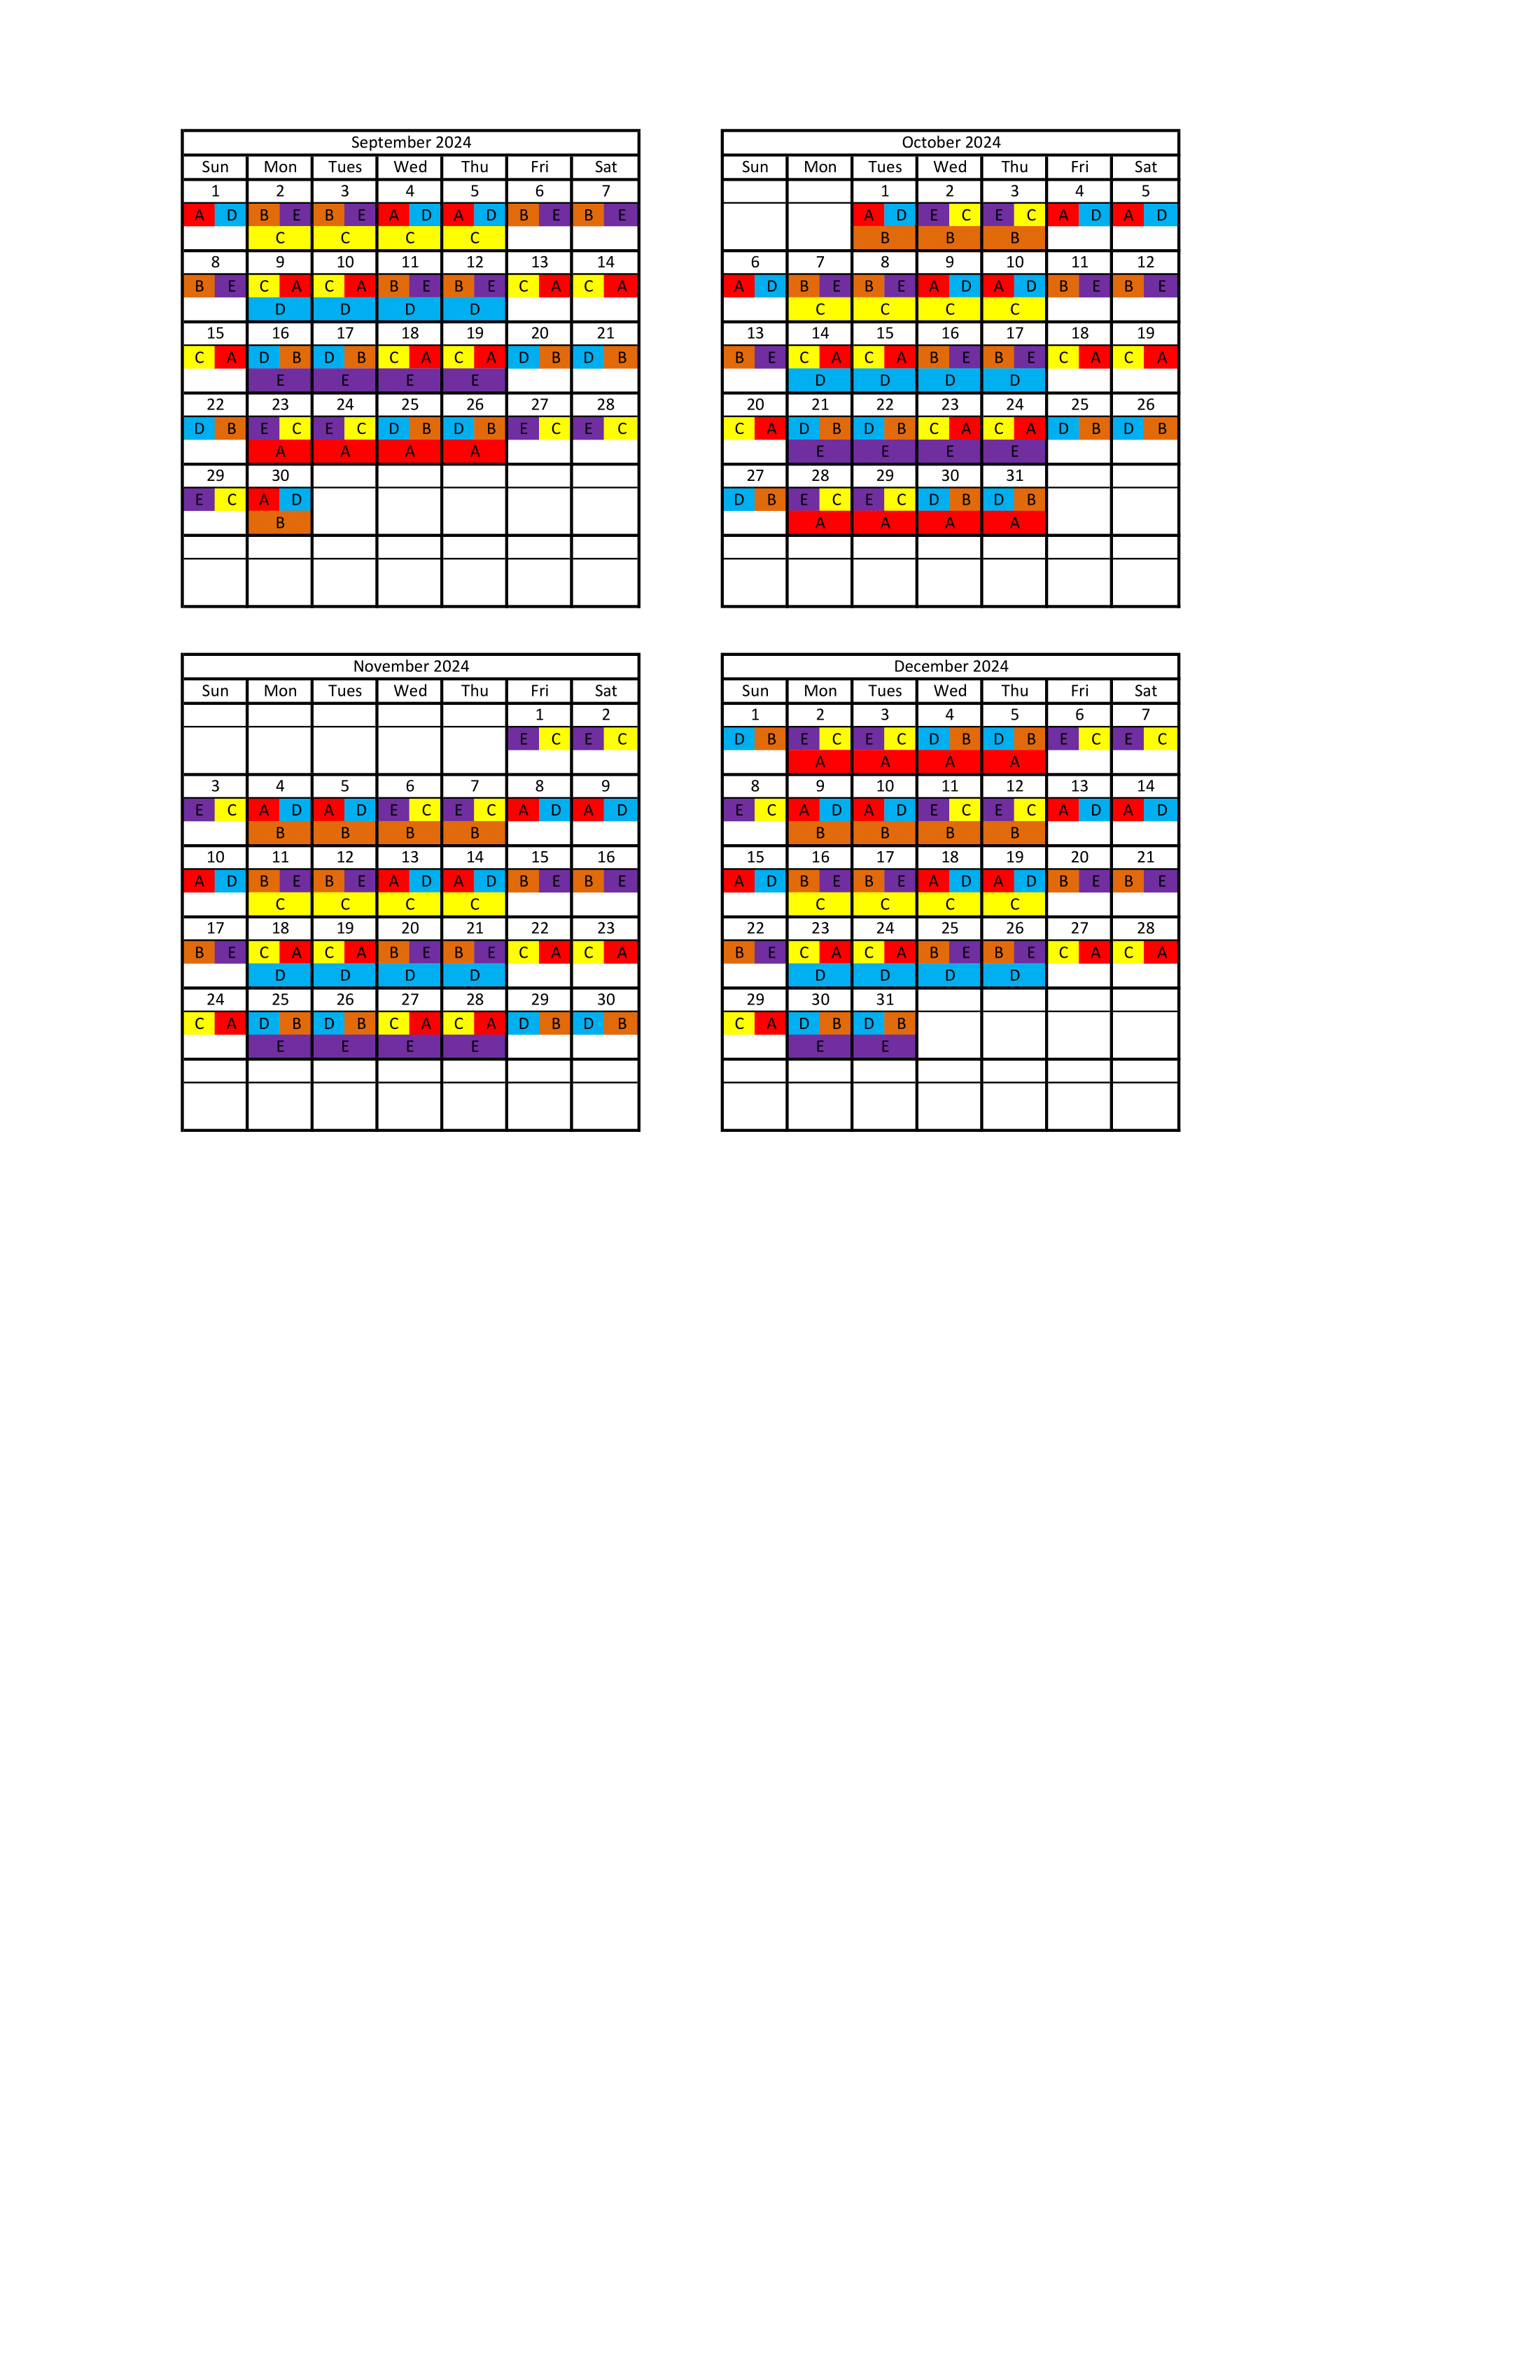 September 2024
Sun Mon Tues Wed Thu Fri Sat
1 2 3 4 5 6 7
A D B E B E A D A D B E B E
C C C C
8 9 10 11 12 13 14
B E C A C A B E B E C A C A
D D D D
15 16 17 18 19 20 21
C A D B D B C A C A D B D B
E E E E
22 23 24 25 26 27 28
D B E C E C D B D B E C E C
A A A A
29 30
E C A D
B
October 2024
Sun Mon Tues Wed Thu Fri Sat
1 2 3 4 5
A D E C E C A D A D
B B B
6 7 8 9 10 11 12
A D B E B E A D A D B E B E
C C C C
13 14 15 16 17 18 19
B E C A C A B E B E C A C A
D D D D
20 21 22 23 24 25 26
C A D B D B C A C A D B D B
E E E E
27 28 29 30 31
D B E C E C D B D B
A A A A
November 2024
Sun Mon Tues Wed Thu Fri Sat
1 2
E C E C
3 4 5 6 7 8 9
E C A D A D E C E C A D A D
B B B B
10 11 12 13 14 15 16
A D B E B E A D A D B E B E
C C C C
17 18 19 20 21 22 23
B E C A C A B E B E C A C A
D D D D
24 25 26 27 28 29 30
C A D B D B C A C A D B D B
E E E E
December 2024
Sun Mon Tues Wed Thu Fri Sat
1 2 3 4 5 6 7
D B E C E C D B D B E C E C
A A A A
8 9 10 11 12 13 14
E C A D A D E C E C A D A D
B B B B
15 16 17 18 19 20 21
A D B E B E A D A D B E B E
C C C C
22 23 24 25 26 27 28
B E C A C A B E B E C A C A
D D D D
29 30 31
C A D B D B
E E